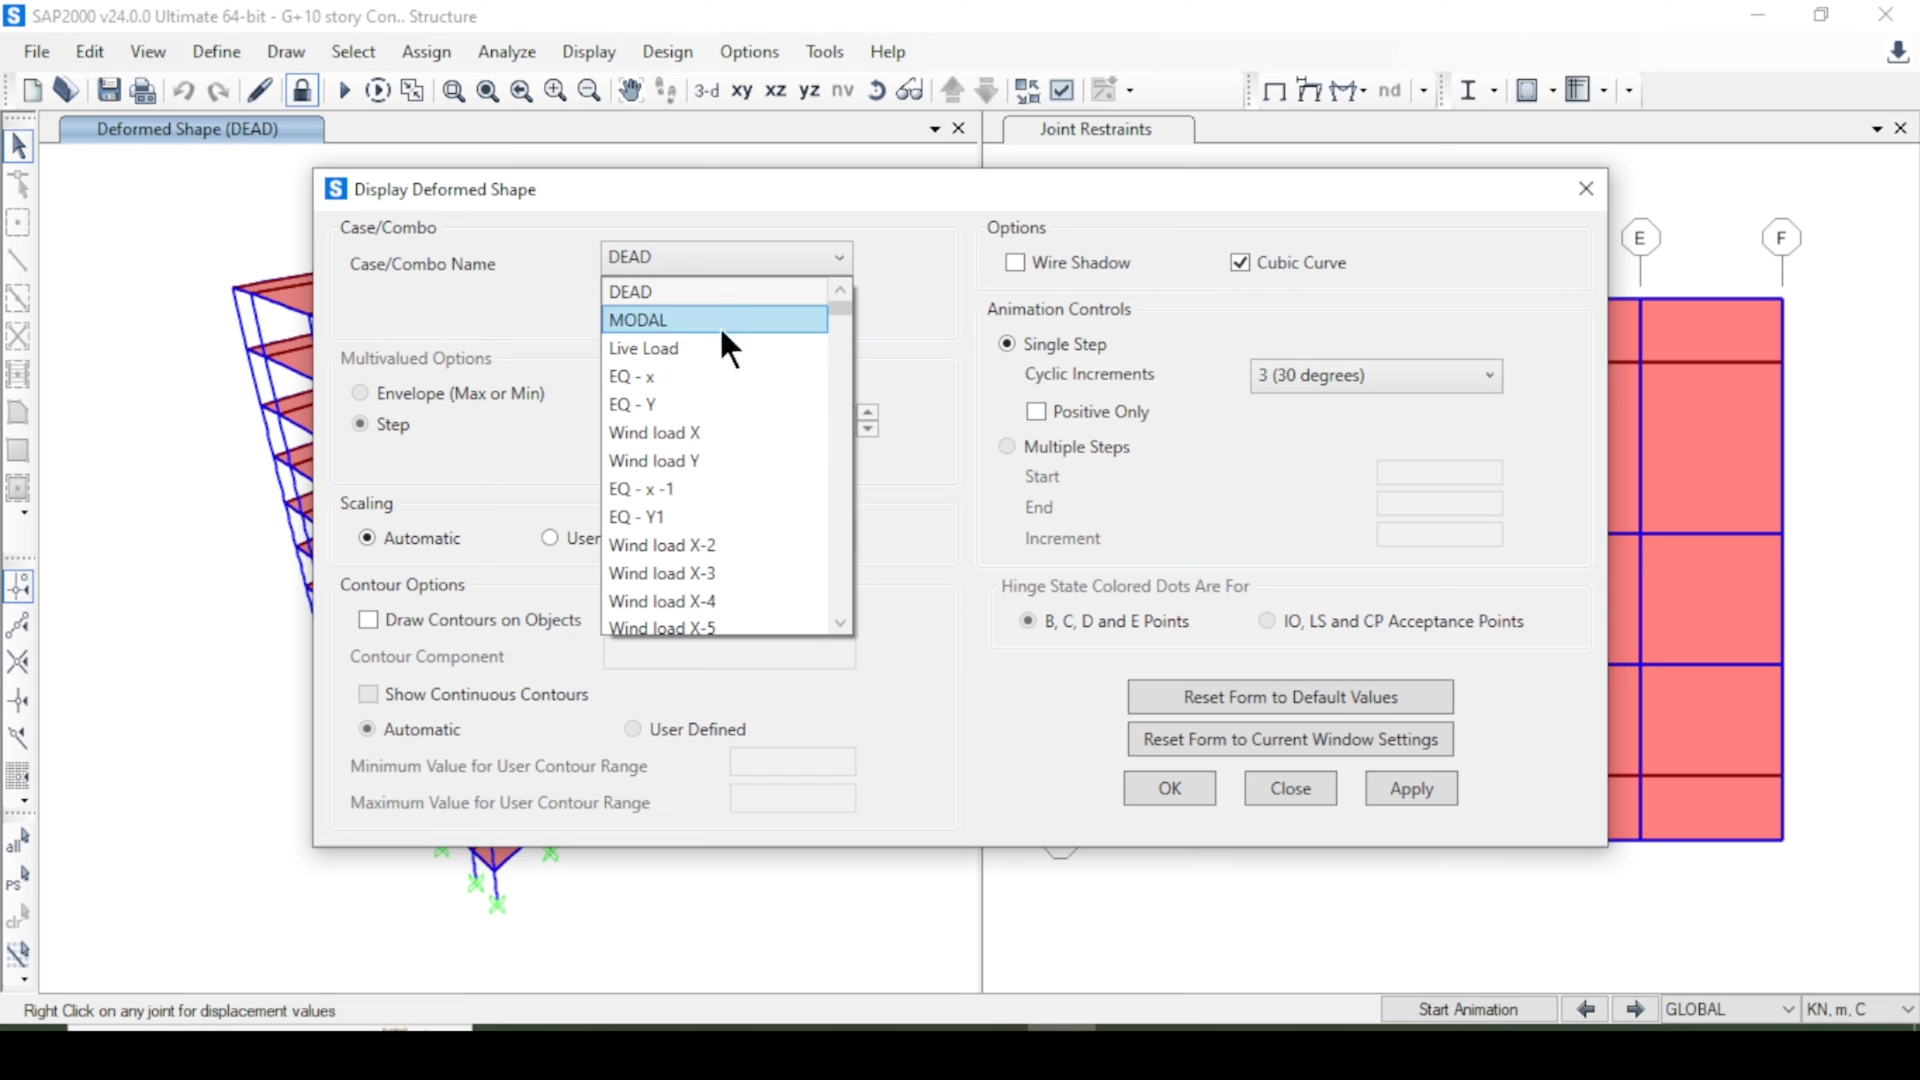 SAP2000 v24.0.0 Ultimate 64-bit - G+10 story Con.. Structure
File Edit View Define Draw Select Assign Analyze Display Design Options Tools Help
3-d xy xz yz nv nd
Deformed Shape (DEAD)
Joint Restraints
Display Deformed Shape
Case/Combo
Case/Combo Name
DEAD
DEAD
MODAL
Live Load
EQ - x
EQ - Y
Wind load X
Wind load Y
EQ - x -1
EQ - Y1
Wind load X-2
Wind load X-3
Wind load X-4
Wind load X-5
Multivalued Options
Envelope (Max or Min)
Step
Scaling
Automatic
User
Contour Options
Draw Contours on Objects
Contour Component
Show Continuous Contours
Automatic
User Defined
Minimum Value for User Contour Range
Maximum Value for User Contour Range
Options
Wire Shadow
Cubic Curve
Animation Controls
Single Step
Cyclic Increments
3 (30 degrees)
Positive Only
Multiple Steps
Start
End
Increment
Hinge State Colored Dots Are For
B, C, D and E Points
IO, LS and CP Acceptance Points
Reset Form to Default Values
Reset Form to Current Window Settings
OK
Close
Apply
E
F
all
PS
clr
Right Click on any joint for displacement values
Start Animation
GLOBAL
KN, m, C